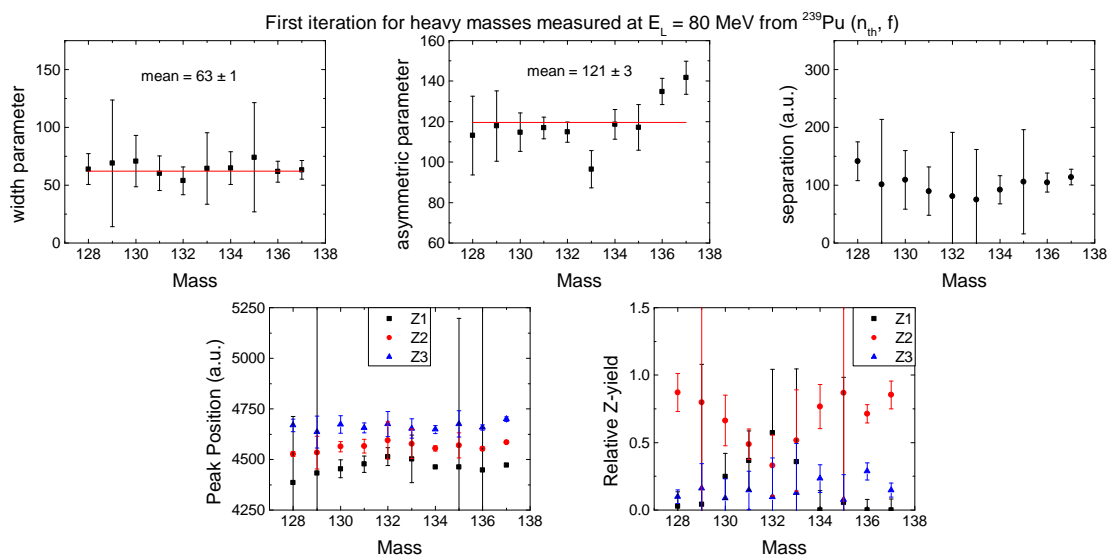 First iteration for heavy masses measured at E_L = 80 MeV from ²³⁹Pu (n_th, f)
150
100
50
0
width parameter
mean = 63 ± 1
128 130 132 134 136 138
Mass
160
140
120
100
80
60
asymmetric parameter
mean = 121 ± 3
128 130 132 134 136 138
Mass
300
200
100
0
separation (a.u.)
128 130 132 134 136 138
Mass
5250
5000
4750
4500
4250
Peak Position (a.u.)
Z1
Z2
Z3
128 130 132 134 136 138
Mass
1.5
1.0
0.5
0.0
Relative Z-yield
Z1
Z2
Z3
128 130 132 134 136 138
Mass